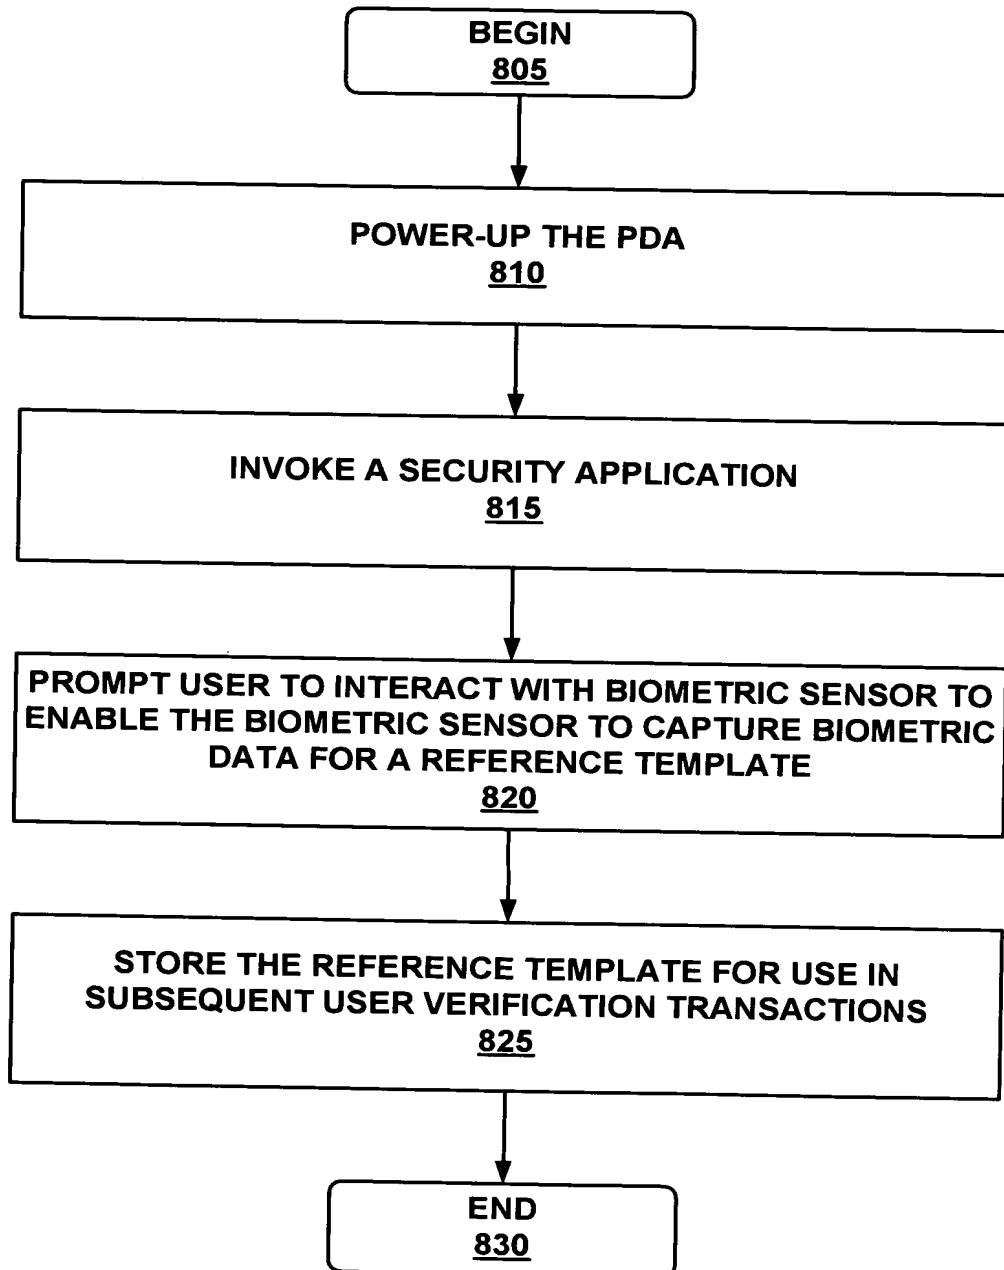 BEGIN
805
POWER-UP THE PDA
810
INVOKE A SECURITY APPLICATION
815
PROMPT USER TO INTERACT WITH BIOMETRIC SENSOR TO
ENABLE THE BIOMETRIC SENSOR TO CAPTURE BIOMETRIC
DATA FOR A REFERENCE TEMPLATE
820
STORE THE REFERENCE TEMPLATE FOR USE IN
SUBSEQUENT USER VERIFICATION TRANSACTIONS
825
END
830